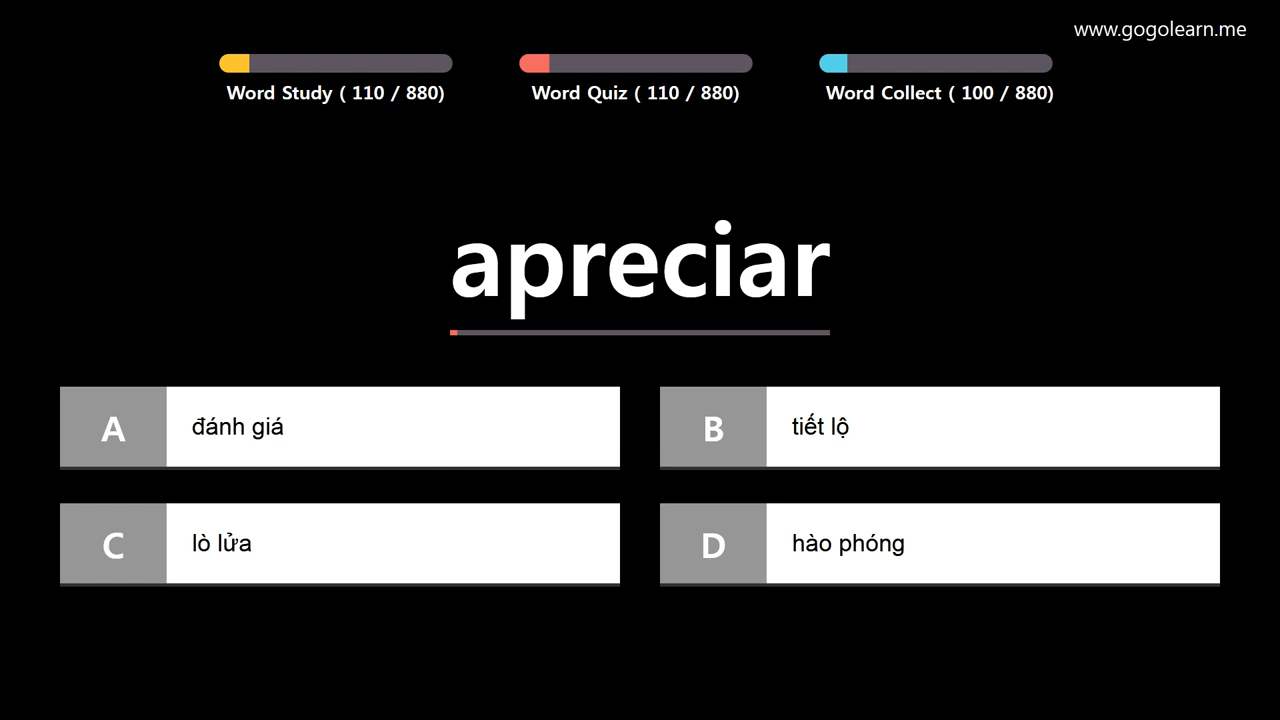 www.gogolearn.me
Word Study ( 110 / 880)
Word Quiz ( 110 / 880)
Word Collect ( 100 / 880)
apreciar
A đánh giá
B tiết lộ
C lò lửa
D hào phóng